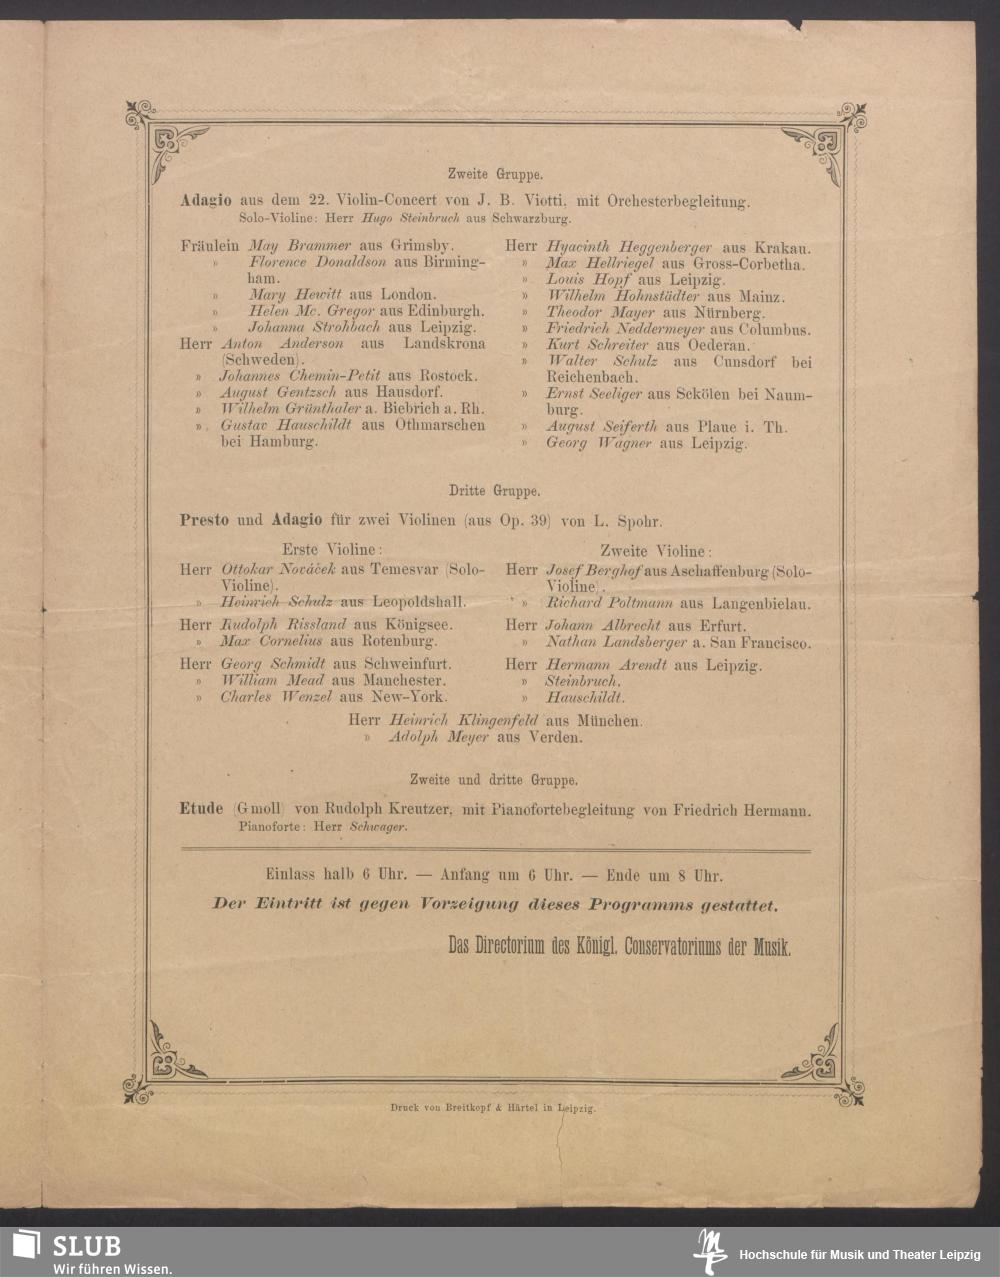 Zweite Gruppe.
Adagio aus dem 22. Violin-Concert von J. B. Viotti, mit Orchesterbegleitung.
Solo-Violine: Herr Hugo Steinbruch aus Schwarzburg.
Fräulein May Brammer aus Grimsby.
» Florence Donaldson aus Birming-
ham.
» Mary Hewitt aus London.
» Helen Mc. Gregor aus Edinburgh.
» Johanna Strohbach aus Leipzig.
Herr Anton Anderson aus Landskrona
(Schweden).
» Johannes Chemin-Petit aus Rostock.
» August Gentzsch aus Hausdorf.
» Wilhelm Grünthaler a. Biebrich a. Rh.
» Gustav Hauschildt aus Othmarschen
bei Hamburg.
Herr Hyacinth Heggenberger aus Krakau.
» Max Hellriegel aus Gross-Corbetha.
» Louis Hopf aus Leipzig.
» Wilhelm Hohnstädter aus Mainz.
» Theodor Mayer aus Nürnberg.
» Friedrich Neddermeyer aus Columbus.
» Kurt Schreiter aus Oederan.
» Walter Schulz aus Cunsdorf bei
Reichenbach.
» Ernst Seeliger aus Sckölen bei Naum-
burg.
» August Seiferth aus Plaue i. Th.
» Georg Wagner aus Leipzig.
Dritte Gruppe.
Presto und Adagio für zwei Violinen (aus Op. 39) von L. Spohr.
Erste Violine:
Herr Ottokar Nováček aus Temesvar (Solo-
Violine).
» Heinrich Schulz aus Leopoldshall.
Herr Rudolph Rissland aus Königsee.
» Max Cornelius aus Rotenburg.
Herr Georg Schmidt aus Schweinfurt.
» William Mead aus Manchester.
» Charles Wenzel aus New-York.
Zweite Violine:
Herr Josef Berghof aus Aschaffenburg (Solo-
Violine).
» Richard Poltmann aus Langenbielau.
Herr Johann Albrecht aus Erfurt.
» Nathan Landsberger a. San Francisco.
Herr Hermann Arendt aus Leipzig.
» Steinbruch.
» Hauschildt.
Herr Heinrich Klingenfeld aus München.
» Adolph Meyer aus Verden.
Zweite und dritte Gruppe.
Etude (G moll) von Rudolph Kreutzer, mit Pianofortebegleitung von Friedrich Hermann.
Pianoforte: Herr Schwager.
Einlass halb 6 Uhr. — Anfang um 6 Uhr. — Ende um 8 Uhr.
Der Eintritt ist gegen Vorzeigung dieses Programms gestattet.
Das Directorium des Königl. Conservatoriums der Musik.
Druck von Breitkopf & Härtel in Leipzig.
SLUB
Wir führen Wissen.
Hochschule für Musik und Theater Leipzig